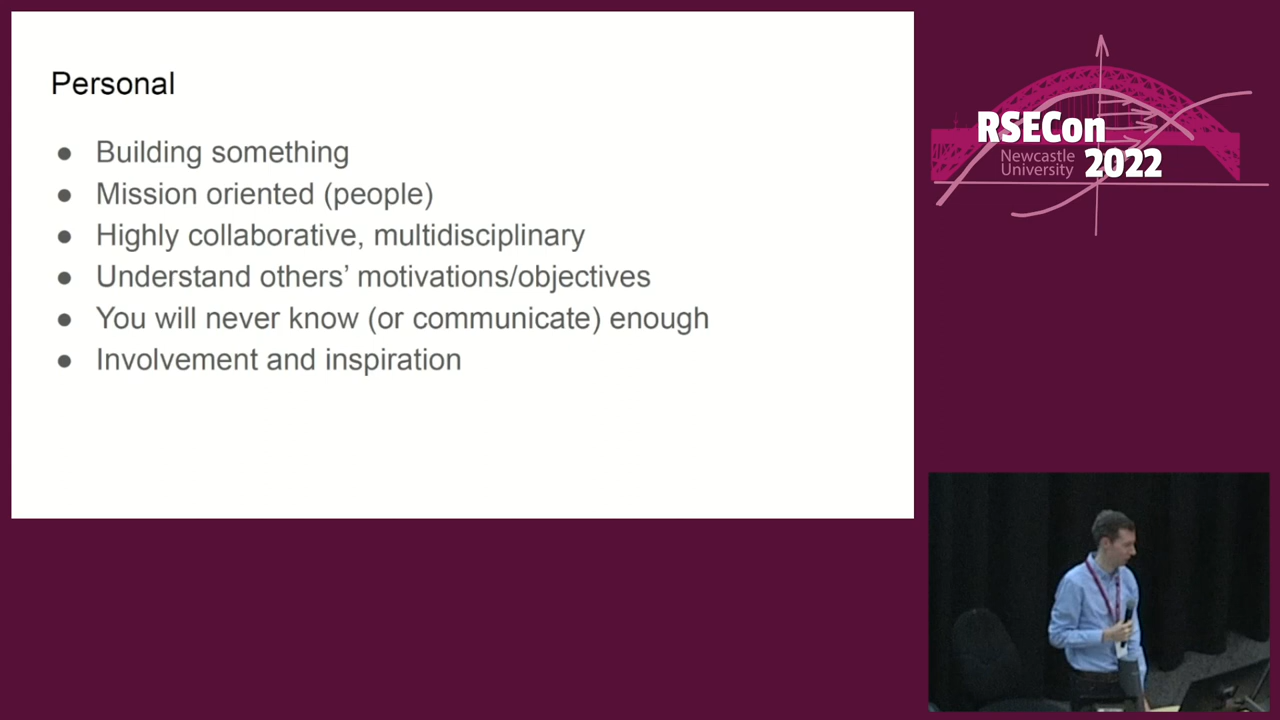 Personal
● Building something
● Mission oriented (people)
● Highly collaborative, multidisciplinary
● Understand others’ motivations/objectives
● You will never know (or communicate) enough
● Involvement and inspiration
RSECon
Newcastle
University
2022